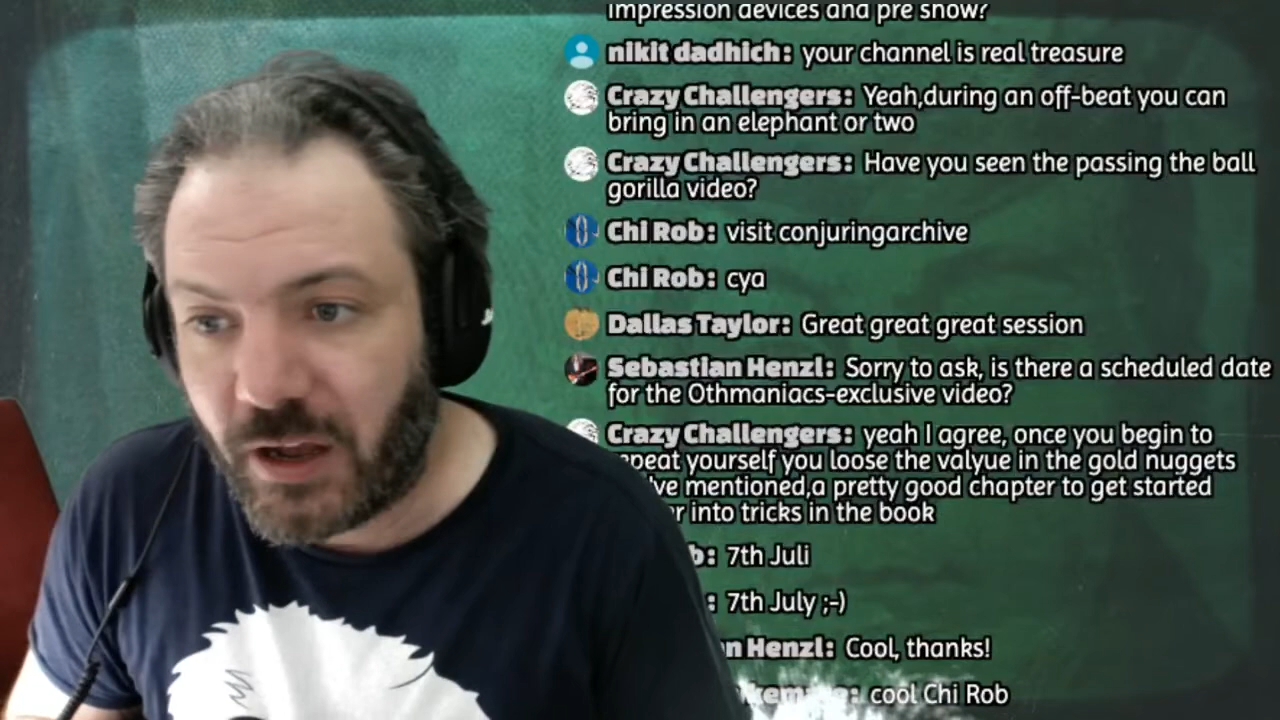 impression devices and pre show?
nikit dadhich: your channel is real treasure
Crazy Challengers: Yeah,during an off-beat you can
bring in an elephant or two
Crazy Challengers: Have you seen the passing the ball
gorilla video?
Chi Rob: visit conjuringarchive
Chi Rob: cya
Dallas Taylor: Great great great session
Sebastian Henzl: Sorry to ask, is there a scheduled date
for the Othmaniacs-exclusive video?
Crazy Challengers: yeah I agree, once you begin to
epeat yourself you loose the valyue in the gold nuggets
've mentioned,a pretty good chapter to get started
r into tricks in the book
b: 7th Juli
: 7th July ;-)
n Henzl: Cool, thanks!
cool Chi Rob